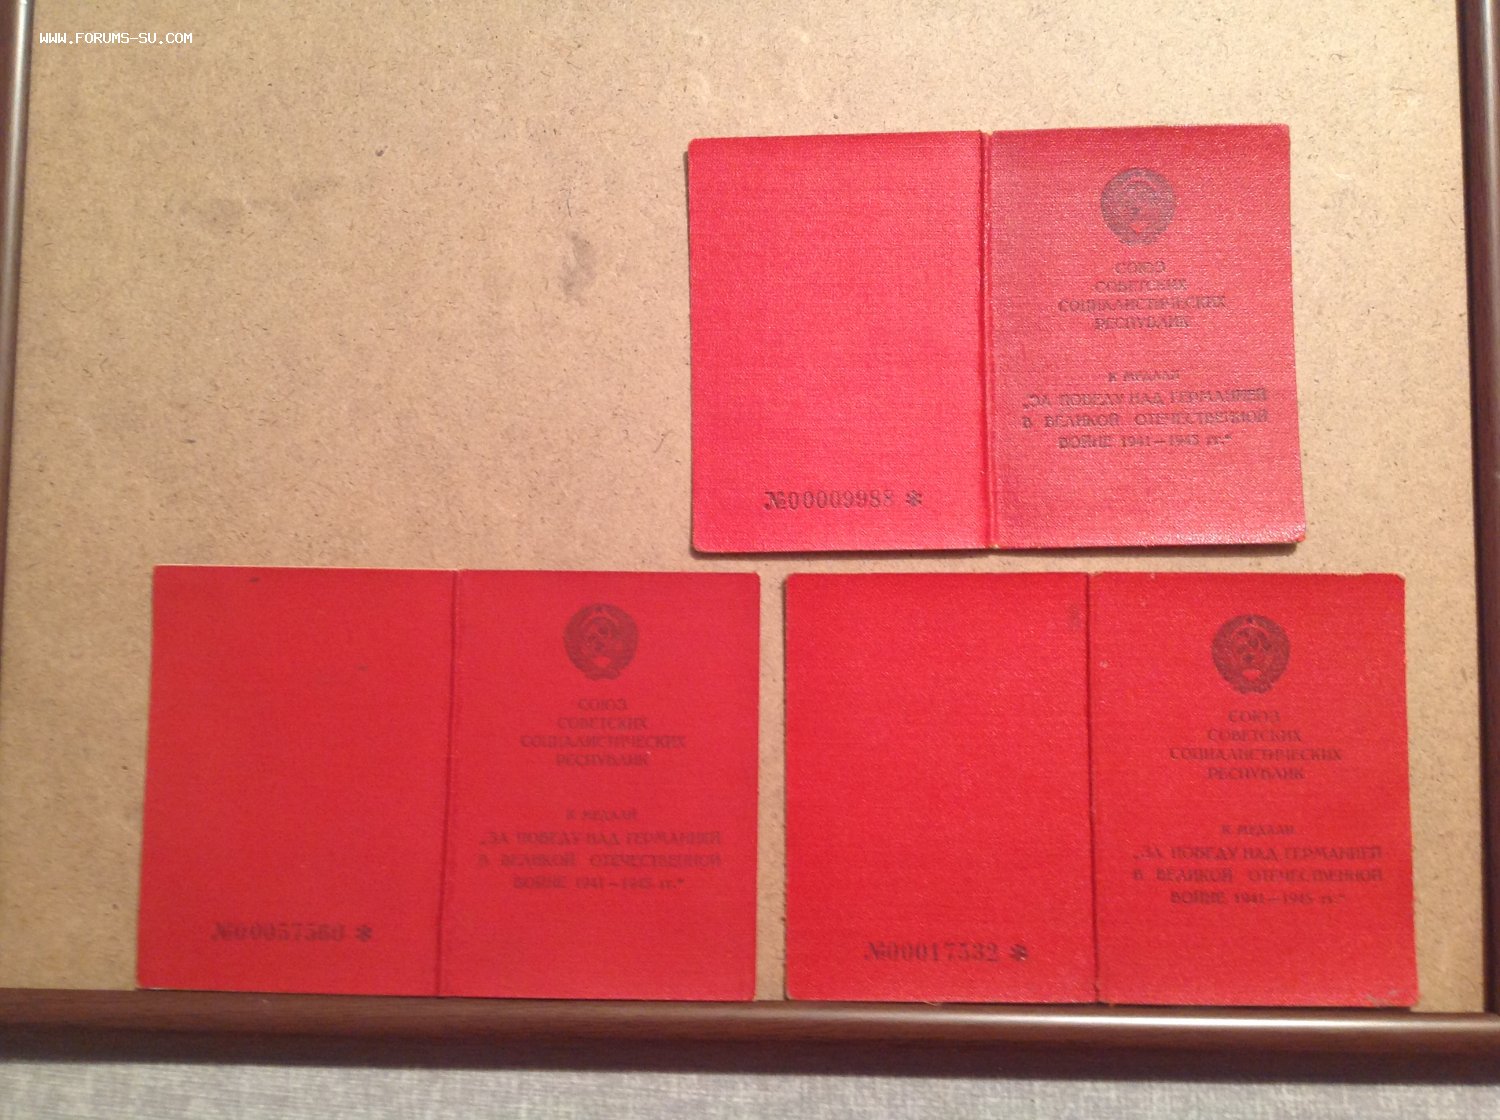 WWW.FORUMS-SU.COM
СОЮЗ
СОВЕТСКИХ
СОЦИАЛИСТИЧЕСКИХ
РЕСПУБЛИК
К МЕДАЛИ
„ЗА ПОБЕДУ НАД ГЕРМАНИЕЙ
В ВЕЛИКОЙ ОТЕЧЕСТВЕННОЙ
ВОЙНЕ 1941—1945 гг.“
№00009988 *
СОЮЗ
СОВЕТСКИХ
СОЦИАЛИСТИЧЕСКИХ
РЕСПУБЛИК
К МЕДАЛИ
„ЗА ПОБЕДУ НАД ГЕРМАНИЕЙ
В ВЕЛИКОЙ ОТЕЧЕСТВЕННОЙ
ВОЙНЕ 1941—1945 гг.“
СОЮЗ
СОВЕТСКИХ
СОЦИАЛИСТИЧЕСКИХ
РЕСПУБЛИК
К МЕДАЛИ
„ЗА ПОБЕДУ НАД ГЕРМАНИЕЙ
В ВЕЛИКОЙ ОТЕЧЕСТВЕННОЙ
ВОЙНЕ 1941—1945 гг.“
№00017532 *